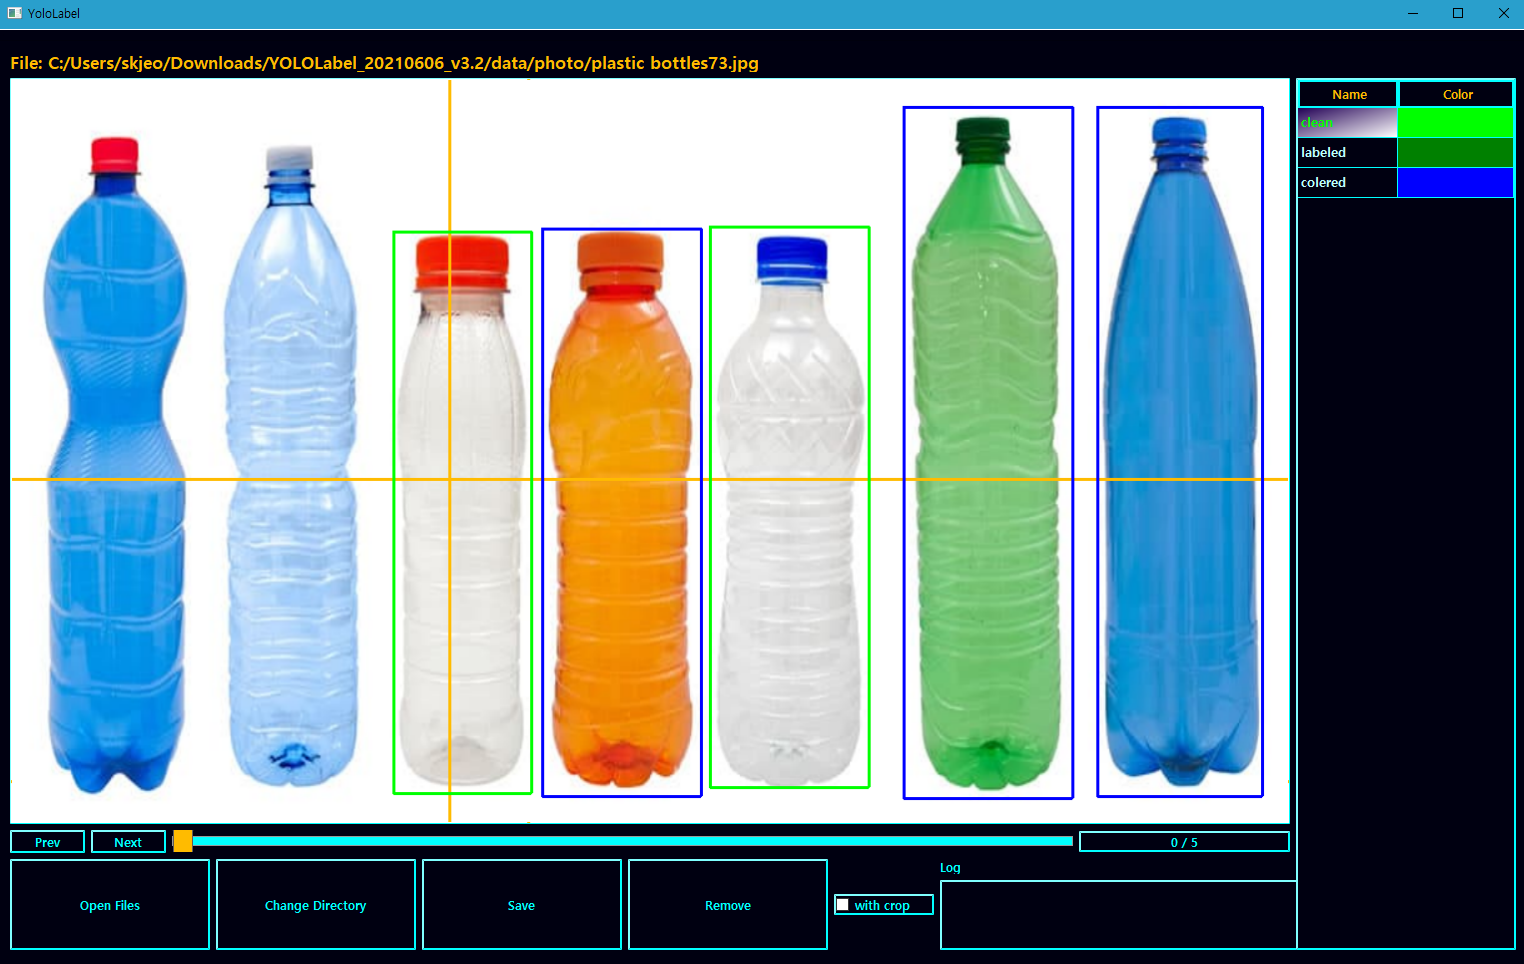 YoloLabel
File: C:/Users/skjeo/Downloads/YOLOLabel_20210606_v3.2/data/photo/plastic bottles73.jpg
Name Color
clean
labeled
colered
Prev Next 0 / 5
Log
Open Files Change Directory Save Remove with crop